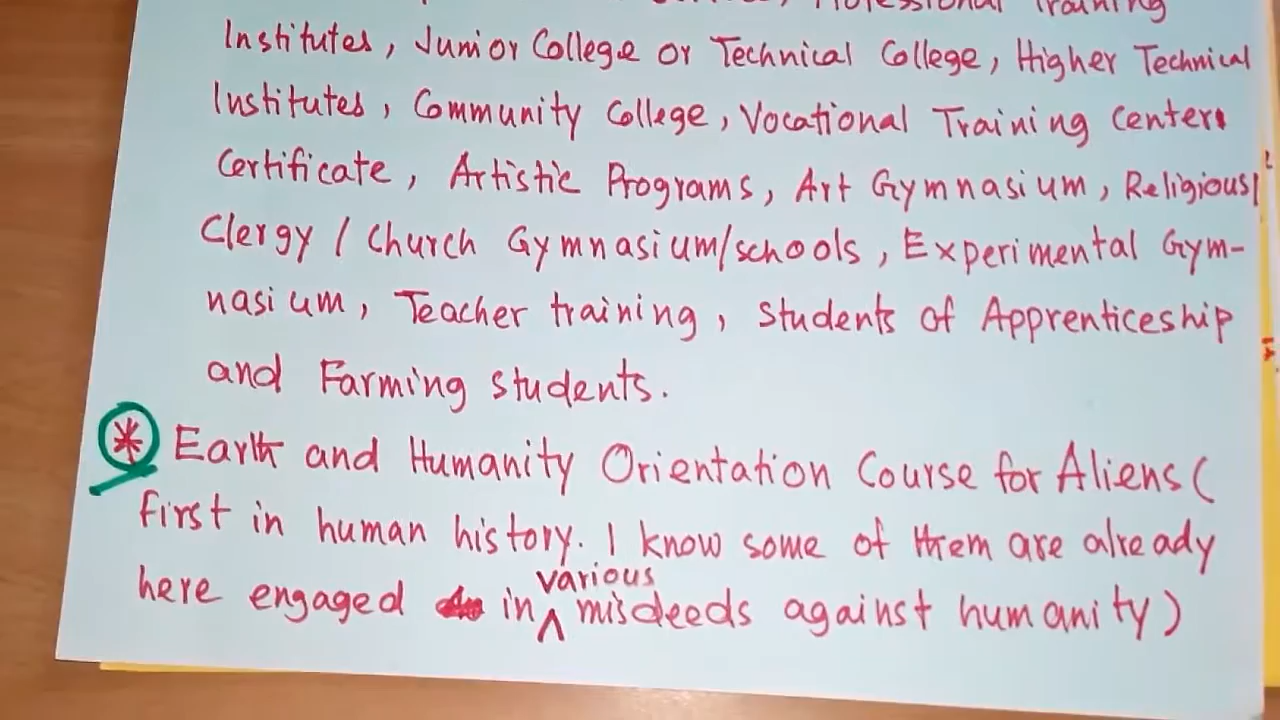 Professional Training
Institutes, Junior College or Technical College, Higher Technical
Institutes, Community College, Vocational Training Center,
Certificate, Artistic Programs, Art Gymnasium, Religious/
Clergy / Church Gymnasium/schools, Experimental Gym-
nasium, Teacher training, Students of Apprenticeship
and Farming students.
* Earth and Humanity Orientation Course for Aliens (
first in human history. I know some of them are already
here engaged in various misdeeds against humanity)